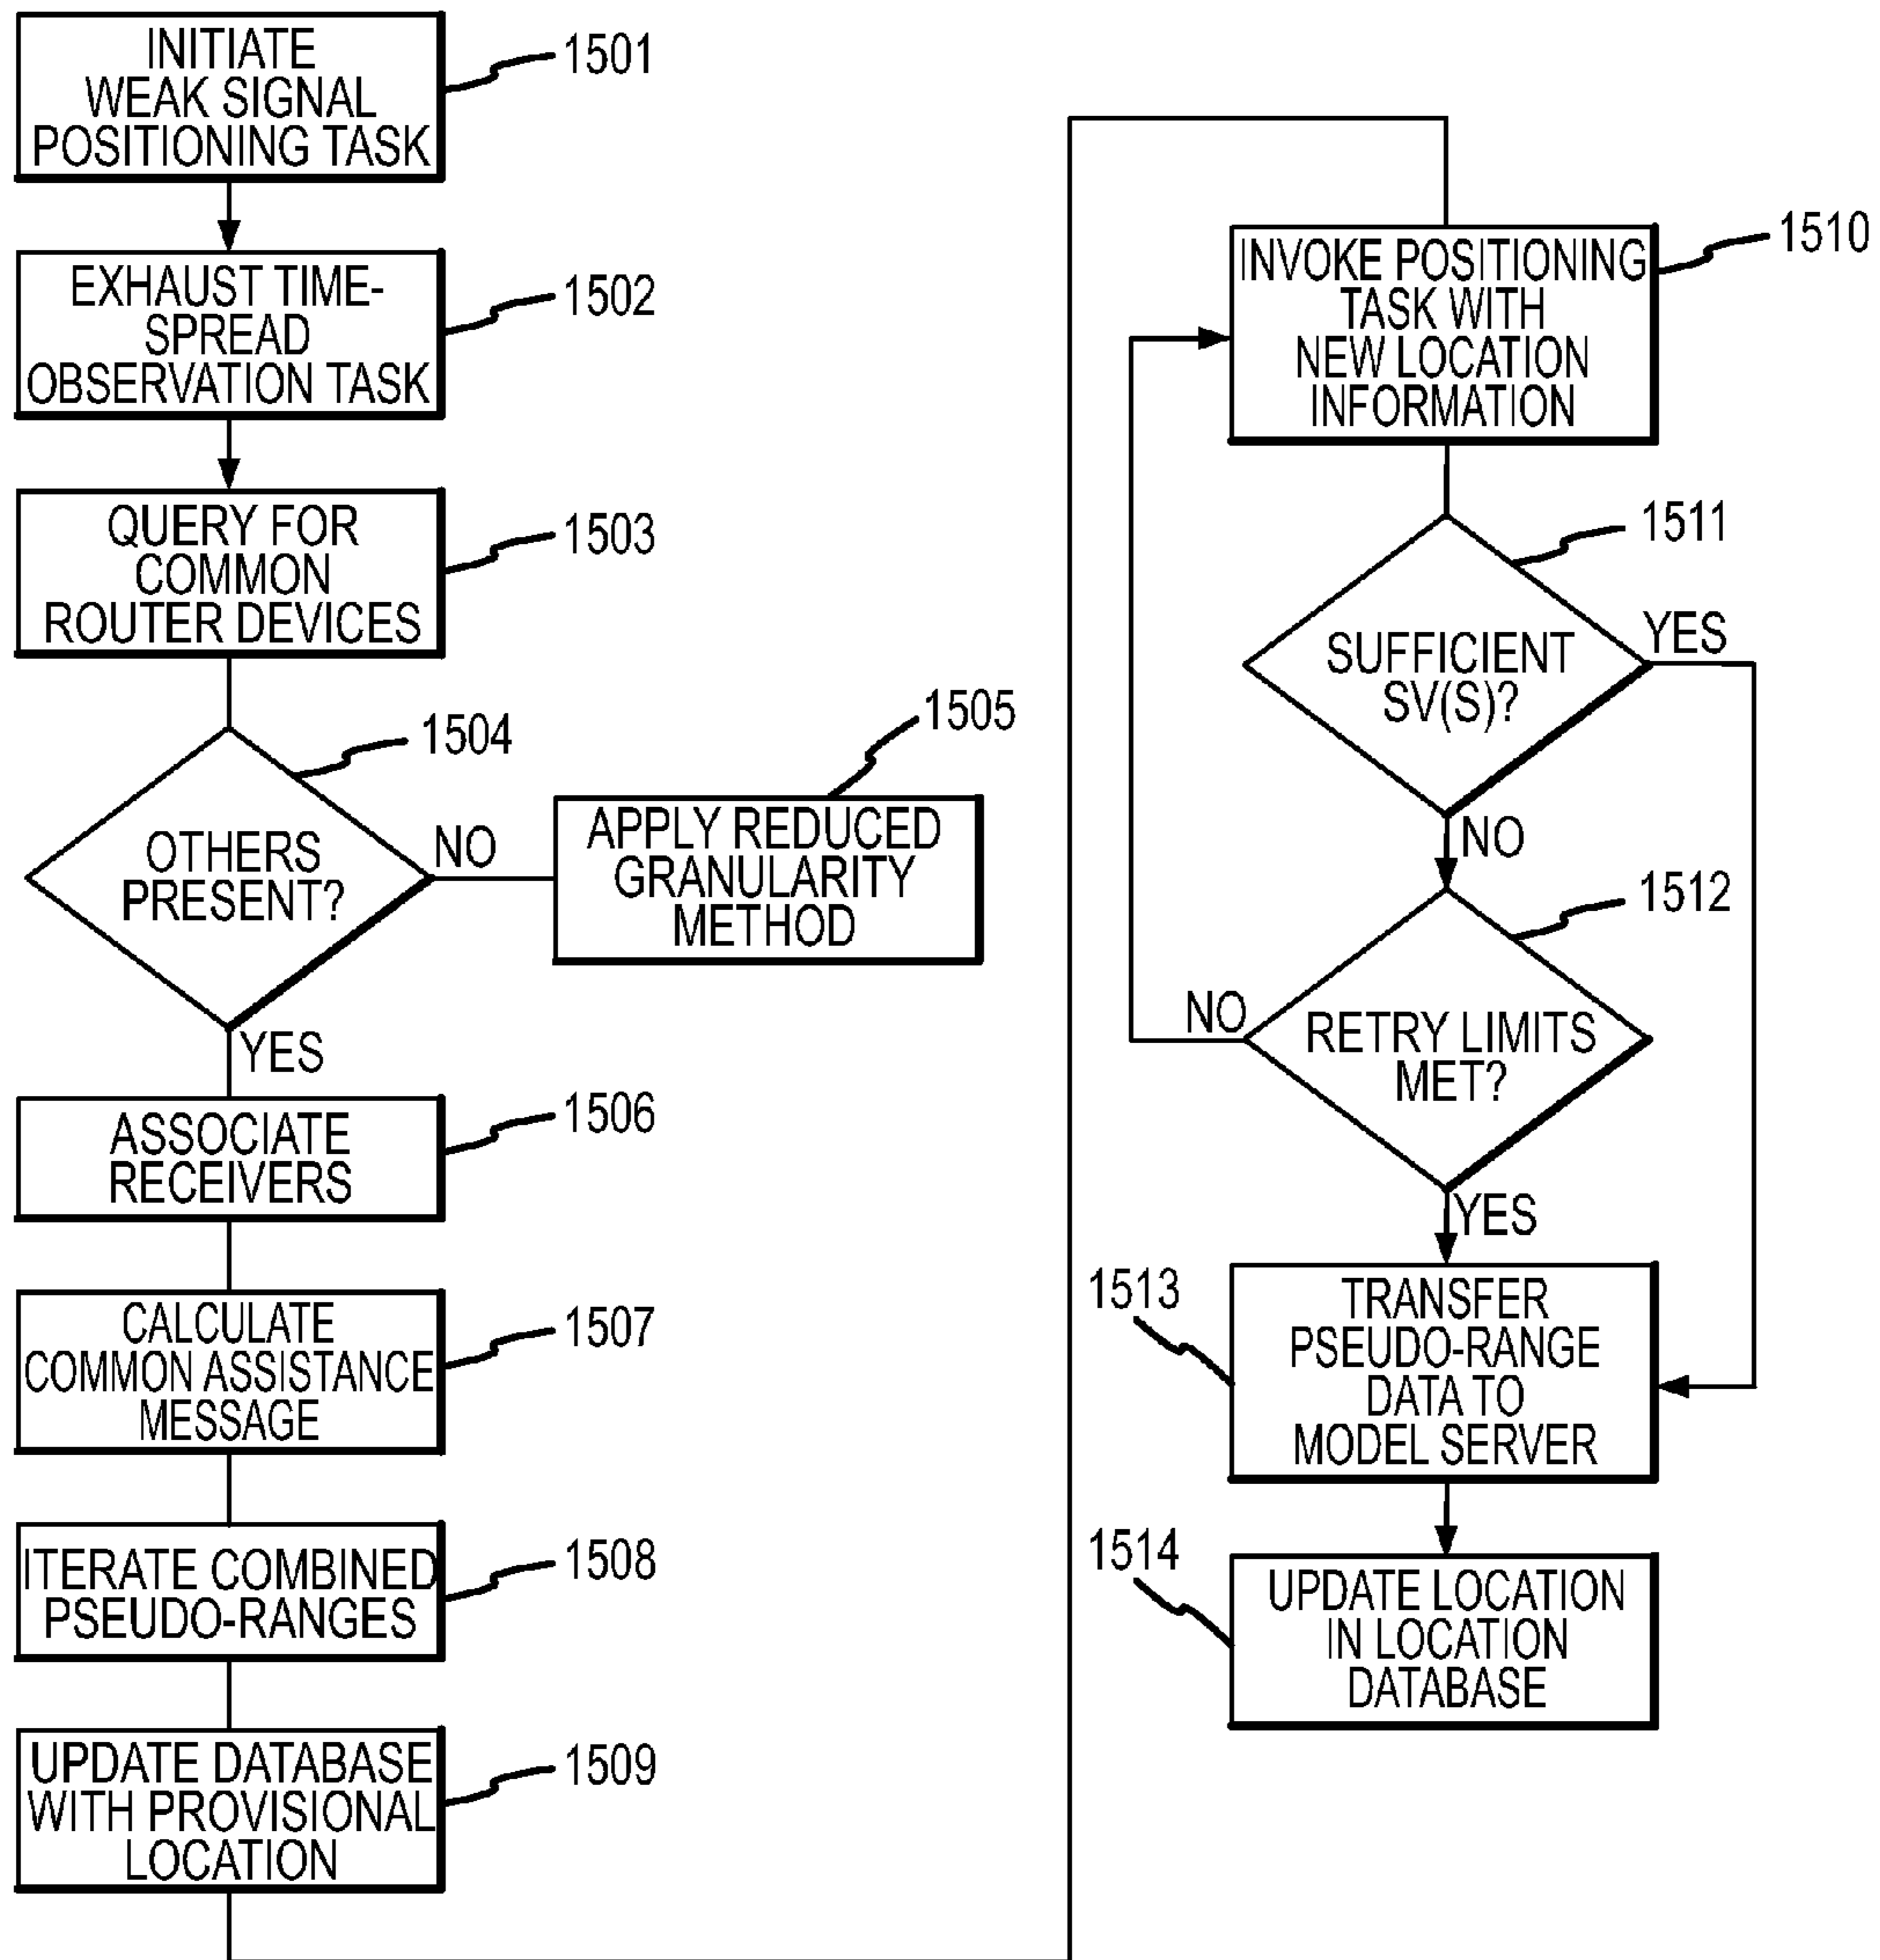 INITIATE
WEAK SIGNAL
POSITIONING TASK
1501
EXHAUST TIME-
SPREAD
OBSERVATION TASK
1502
QUERY FOR
COMMON
ROUTER DEVICES
1503
OTHERS
PRESENT?
1504
NO
YES
APPLY REDUCED
GRANULARITY
METHOD
1505
ASSOCIATE
RECEIVERS
1506
CALCULATE
COMMON ASSISTANCE
MESSAGE
1507
ITERATE COMBINED
PSEUDO-RANGES
1508
UPDATE DATABASE
WITH PROVISIONAL
LOCATION
1509
INVOKE POSITIONING
TASK WITH
NEW LOCATION
INFORMATION
1510
SUFFICIENT
SV(S)?
1511
YES
NO
RETRY LIMITS
MET?
1512
NO
YES
TRANSFER
PSEUDO-RANGE
DATA TO
MODEL SERVER
1513
UPDATE LOCATION
IN LOCATION
DATABASE
1514